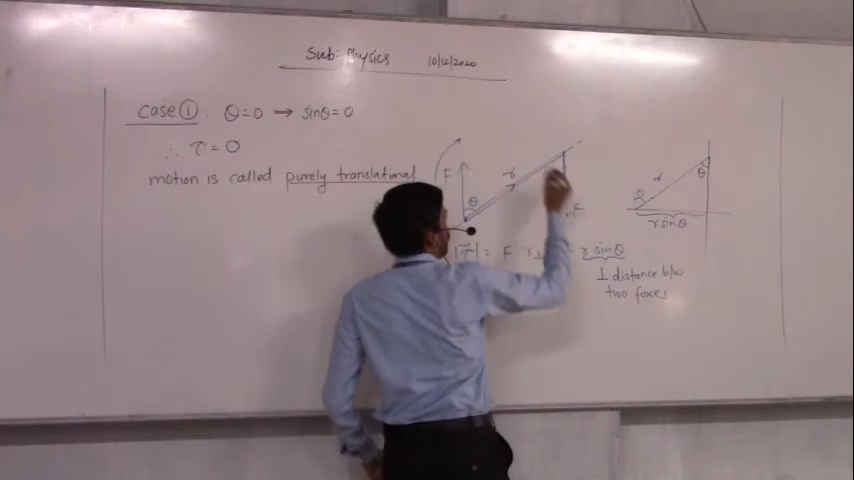 Sub: Physics 10/12/2020
Case ① : θ=0 → sinθ=0
∴ τ = 0
motion is called purely translational
F θ r
F
|τ⃗| = F r⊥ r sinθ
⊥ distance b/w
two forces
θ r θ
r sinθ